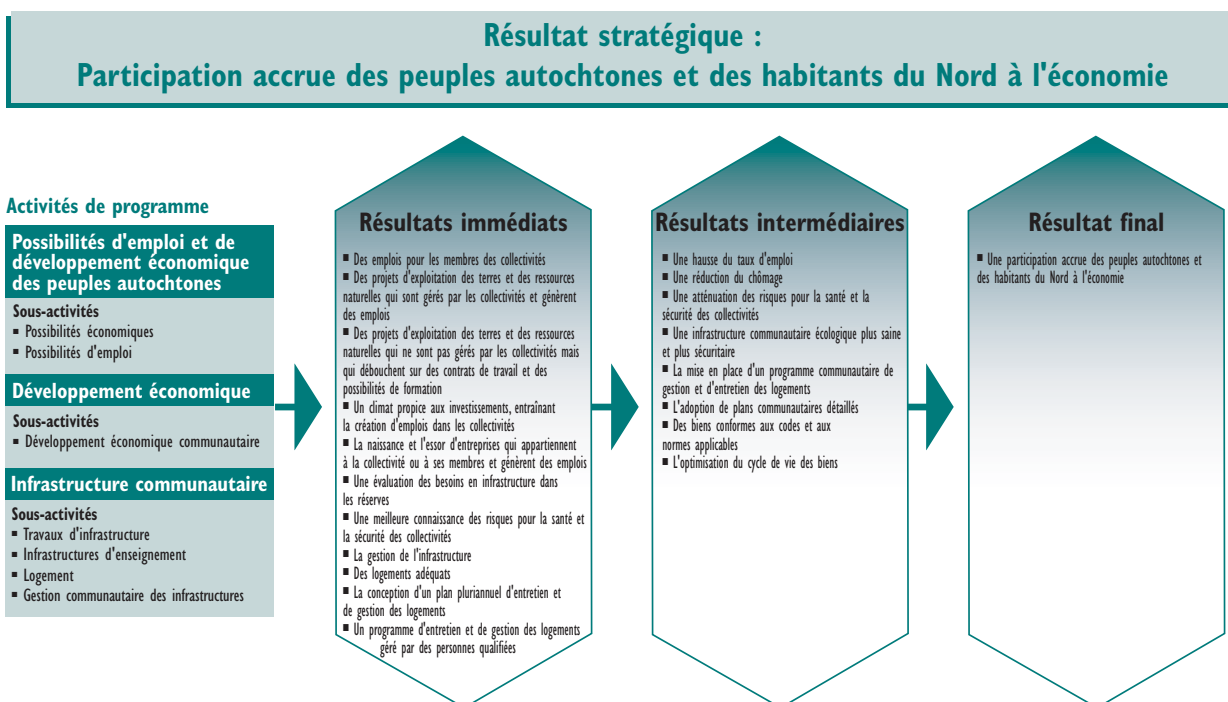 Résultat stratégique :
Participation accrue des peuples autochtones et des habitants du Nord à l'économie
Activités de programme
Possibilités d'emploi et de
développement économique
des peuples autochtones
Sous-activités
▪ Possibilités économiques
▪ Possibilités d'emploi
Développement économique
Sous-activités
▪ Développement économique communautaire
Infrastructure communautaire
Sous-activités
▪ Travaux d'infrastructure
▪ Infrastructures d'enseignement
▪ Logement
▪ Gestion communautaire des infrastructures
Résultats immédiats
▪ Des emplois pour les membres des collectivités
▪ Des projets d'exploitation des terres et des ressources
naturelles qui sont gérés par les collectivités et génèrent
des emplois
▪ Des projets d'exploitation des terres et des ressources
naturelles qui ne sont pas gérés par les collectivités mais
qui débouchent sur des contrats de travail et des
possibilités de formation
▪ Un climat propice aux investissements, entraînant
la création d'emplois dans les collectivités
▪ La naissance et l'essor d'entreprises qui appartiennent
à la collectivité ou à ses membres et génèrent des emplois
▪ Une évaluation des besoins en infrastructure dans
les réserves
▪ Une meilleure connaissance des risques pour la santé et
la sécurité des collectivités
▪ La gestion de l'infrastructure
▪ Des logements adéquats
▪ La conception d'un plan pluriannuel d'entretien et
de gestion des logements
▪ Un programme d'entretien et de gestion des logements
géré par des personnes qualifiées
Résultats intermédiaires
▪ Une hausse du taux d'emploi
▪ Une réduction du chômage
▪ Une atténuation des risques pour la santé et la
sécurité des collectivités
▪ Une infrastructure communautaire écologique plus saine
et plus sécuritaire
▪ La mise en place d'un programme communautaire de
gestion et d'entretien des logements
▪ L'adoption de plans communautaires détaillés
▪ Des biens conformes aux codes et aux
normes applicables
▪ L'optimisation du cycle de vie des biens
Résultat final
▪ Une participation accrue des peuples autochtones et
des habitants du Nord à l'économie